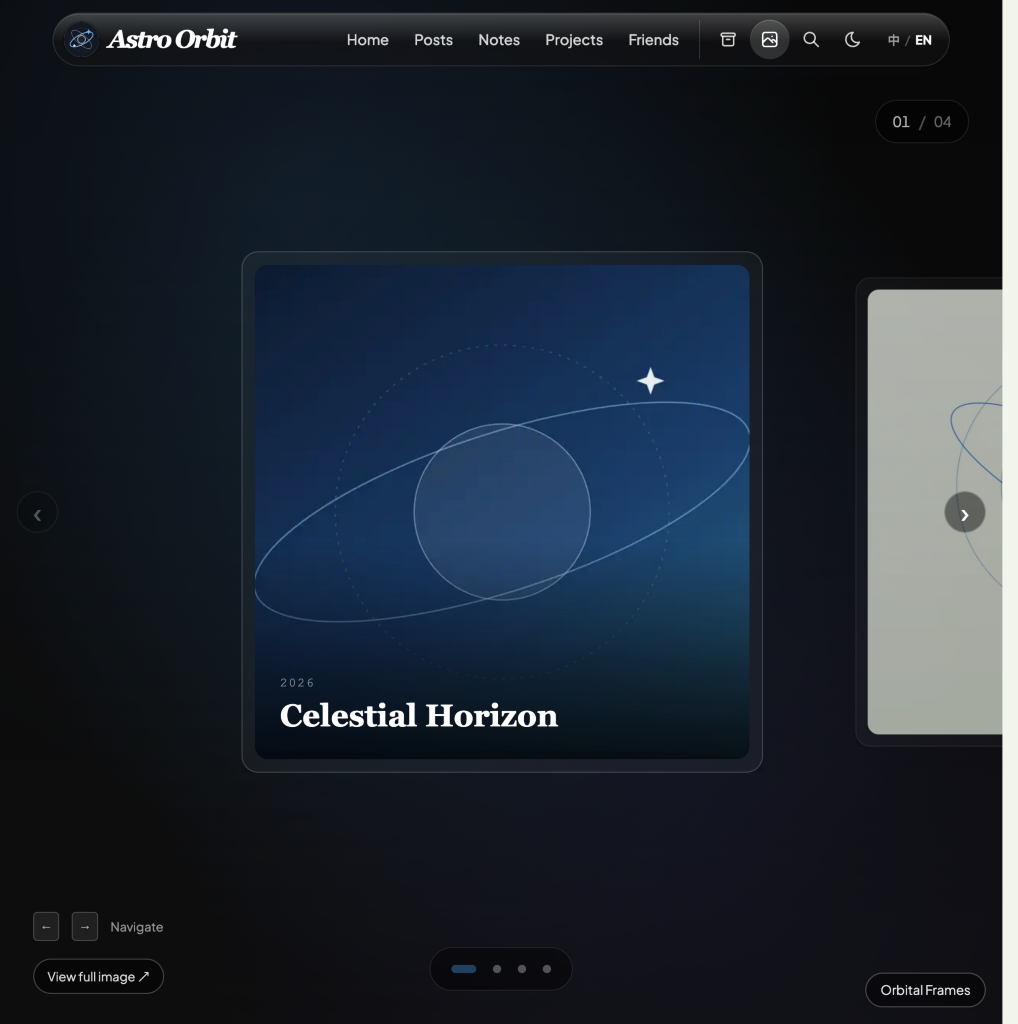 Astro Orbit
Home Posts Notes Projects Friends 中 / EN
01 / 04
2026
Celestial Horizon
← → Navigate
View full image ↗
Orbital Frames